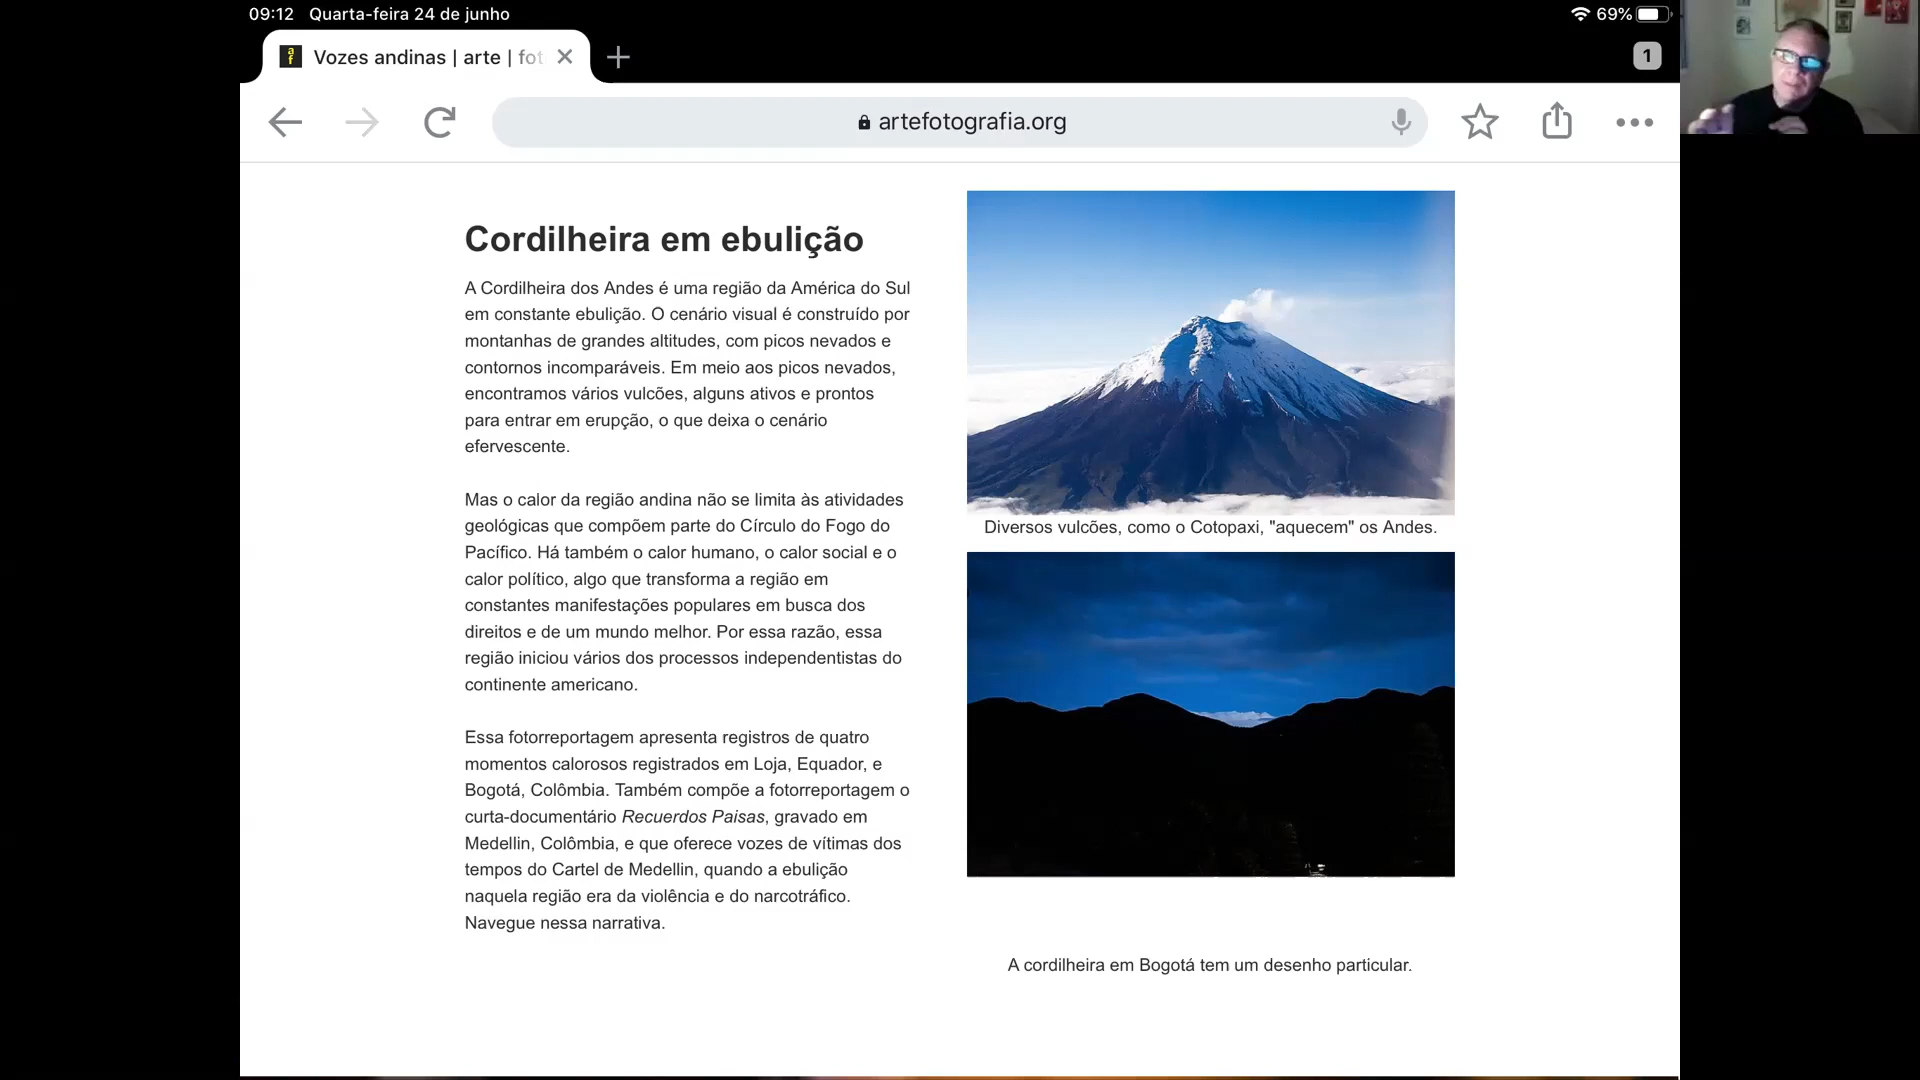 09:12 Quarta-feira 24 de junho
69%
af
Vozes andinas | arte | fot
1
artefotografia.org
Cordilheira em ebulição
A Cordilheira dos Andes é uma região da América do Sul
em constante ebulição. O cenário visual é construído por
montanhas de grandes altitudes, com picos nevados e
contornos incomparáveis. Em meio aos picos nevados,
encontramos vários vulcões, alguns ativos e prontos
para entrar em erupção, o que deixa o cenário
efervescente.
Mas o calor da região andina não se limita às atividades
geológicas que compõem parte do Círculo do Fogo do
Pacífico. Há também o calor humano, o calor social e o
calor político, algo que transforma a região em
constantes manifestações populares em busca dos
direitos e de um mundo melhor. Por essa razão, essa
região iniciou vários dos processos independentistas do
continente americano.
Essa fotorreportagem apresenta registros de quatro
momentos calorosos registrados em Loja, Equador, e
Bogotá, Colômbia. Também compõe a fotorreportagem o
curta-documentário Recuerdos Paisas, gravado em
Medellin, Colômbia, e que oferece vozes de vítimas dos
tempos do Cartel de Medellin, quando a ebulição
naquela região era da violência e do narcotráfico.
Navegue nessa narrativa.
Diversos vulcões, como o Cotopaxi, "aquecem" os Andes.
A cordilheira em Bogotá tem um desenho particular.